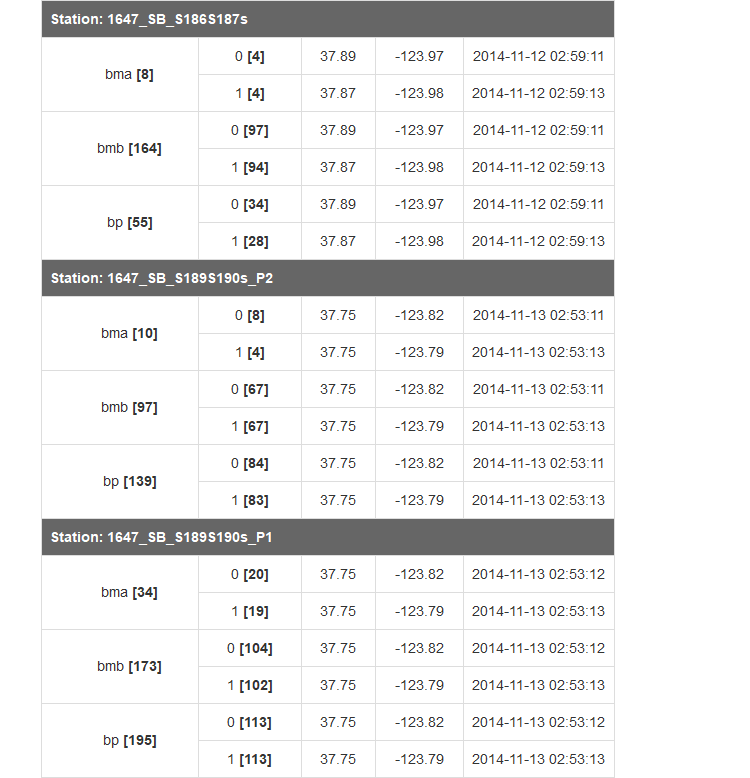 Station: 1647_SB_S186S187s
bma [8]
0 [4] 37.89 -123.97 2014-11-12 02:59:11
1 [4] 37.87 -123.98 2014-11-12 02:59:13
bmb [164]
0 [97] 37.89 -123.97 2014-11-12 02:59:11
1 [94] 37.87 -123.98 2014-11-12 02:59:13
bp [55]
0 [34] 37.89 -123.97 2014-11-12 02:59:11
1 [28] 37.87 -123.98 2014-11-12 02:59:13
Station: 1647_SB_S189S190s_P2
bma [10]
0 [8] 37.75 -123.82 2014-11-13 02:53:11
1 [4] 37.75 -123.79 2014-11-13 02:53:13
bmb [97]
0 [67] 37.75 -123.82 2014-11-13 02:53:11
1 [67] 37.75 -123.79 2014-11-13 02:53:13
bp [139]
0 [84] 37.75 -123.82 2014-11-13 02:53:11
1 [83] 37.75 -123.79 2014-11-13 02:53:13
Station: 1647_SB_S189S190s_P1
bma [34]
0 [20] 37.75 -123.82 2014-11-13 02:53:12
1 [19] 37.75 -123.79 2014-11-13 02:53:13
bmb [173]
0 [104] 37.75 -123.82 2014-11-13 02:53:12
1 [102] 37.75 -123.79 2014-11-13 02:53:13
bp [195]
0 [113] 37.75 -123.82 2014-11-13 02:53:12
1 [113] 37.75 -123.79 2014-11-13 02:53:13